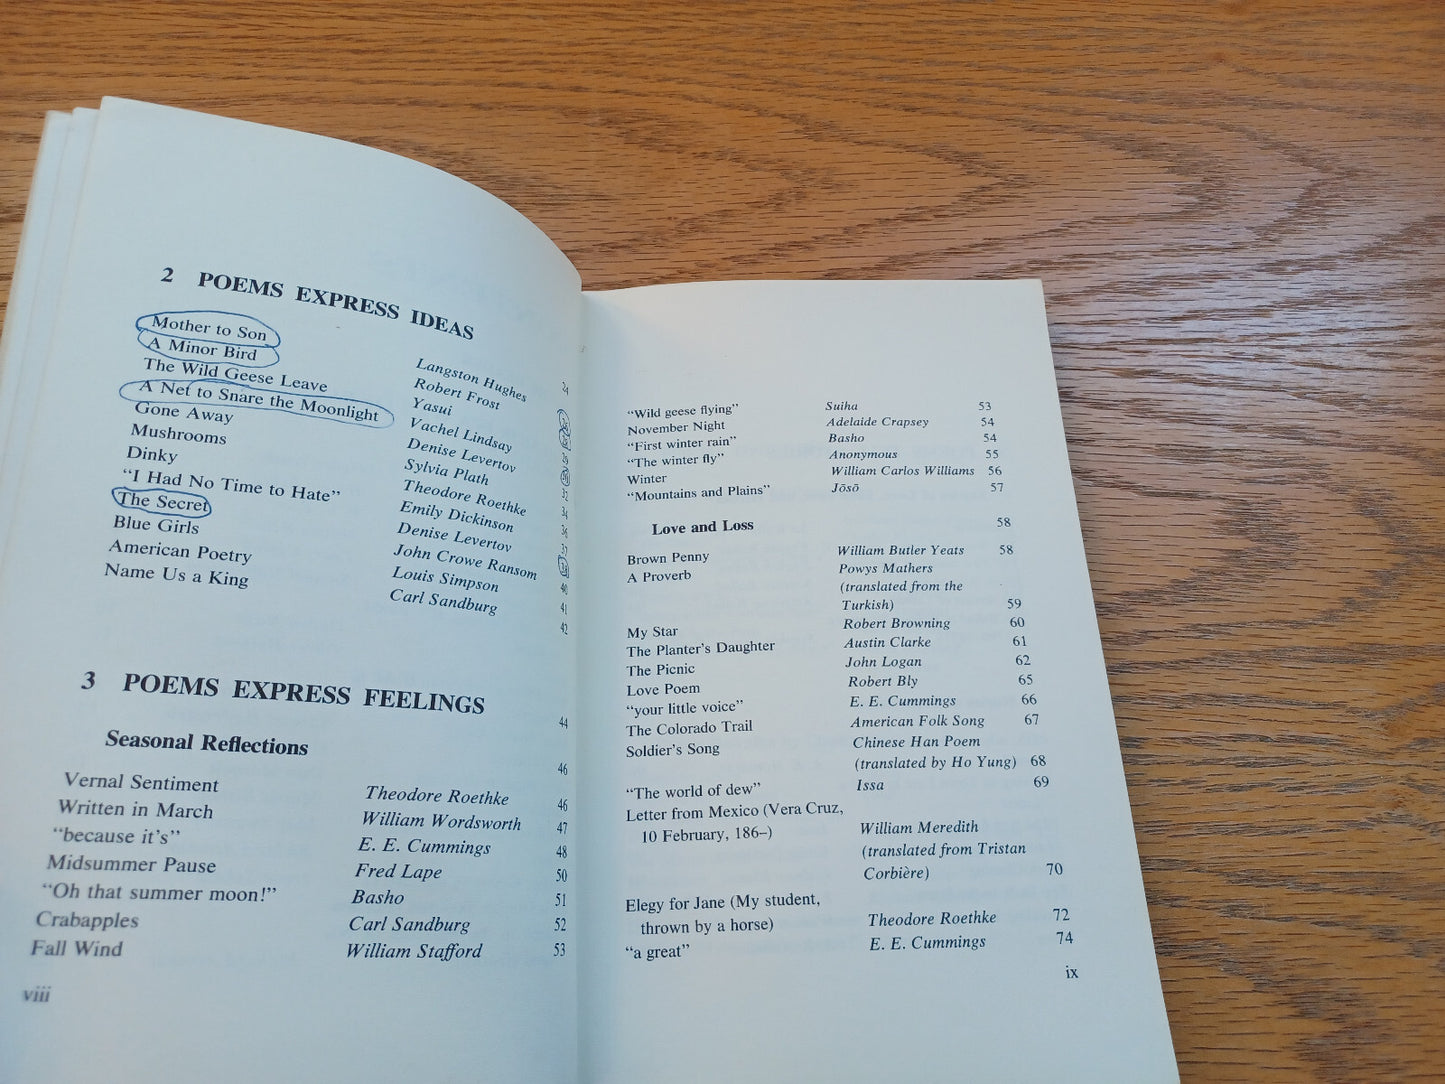 2 POEMS EXPRESS IDEAS 24
Mother to Son Langston Hughes
A Minor Bird Robert Frost
The Wild Geese Leave Yasui 29
A Net to Snare the Moonlight Vachel Lindsay 30
Gone Away Denise Levertov 32
Mushrooms Sylvia Plath 34
Dinky Theodore Roethke 36
“I Had No Time to Hate” Emily Dickinson 37
The Secret Denise Levertov 38
Blue Girls John Crowe Ransom 40
American Poetry Louis Simpson 41
Name Us a King Carl Sandburg 42
3 POEMS EXPRESS FEELINGS 44
Seasonal Reflections 46
Vernal Sentiment Theodore Roethke 46
Written in March William Wordsworth 47
“because it's” E. E. Cummings 48
Midsummer Pause Fred Lape 50
“Oh that summer moon!” Basho 51
Crabapples Carl Sandburg 52
Fall Wind William Stafford 53
viii
“Wild geese flying” Suiha 53
November Night Adelaide Crapsey 54
“First winter rain” Basho 54
“The winter fly” Anonymous 55
Winter William Carlos Williams 56
“Mountains and Plains” Jōsō 57
Love and Loss 58
Brown Penny William Butler Yeats 58
A Proverb Powys Mathers
(translated from the
Turkish) 59
My Star Robert Browning 60
The Planter's Daughter Austin Clarke 61
The Picnic John Logan 62
Love Poem Robert Bly 65
“your little voice” E. E. Cummings 66
The Colorado Trail American Folk Song 67
Soldier's Song Chinese Han Poem
(translated by Ho Yung) 68
“The world of dew” Issa 69
Letter from Mexico (Vera Cruz,
10 February, 186–) William Meredith
(translated from Tristan
Corbière) 70
Elegy for Jane (My student,
thrown by a horse) Theodore Roethke 72
“a great” E. E. Cummings 74
ix